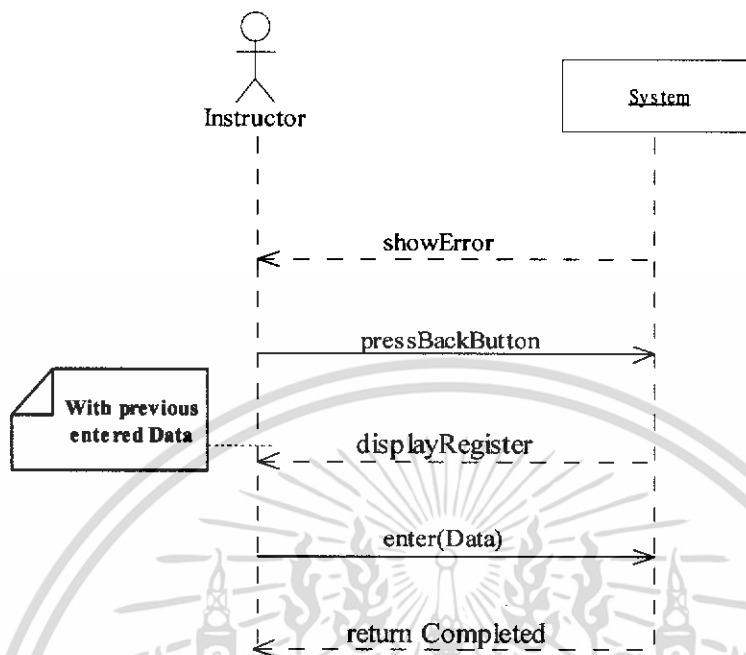 Instructor
System
showError
pressBackButton
With previous
entered Data
displayRegister
enter(Data)
return Completed